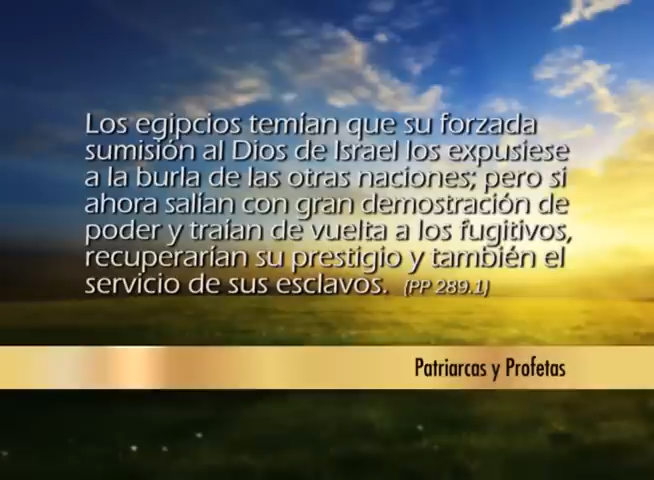 Los egipcios temían que su forzada
sumisión al Dios de Israel los expusiese
a la burla de las otras naciones; pero si
ahora salían con gran demostración de
poder y traían de vuelta a los fugitivos,
recuperarían su prestigio y también el
servicio de sus esclavos. (PP 289.1)
Patriarcas y Profetas